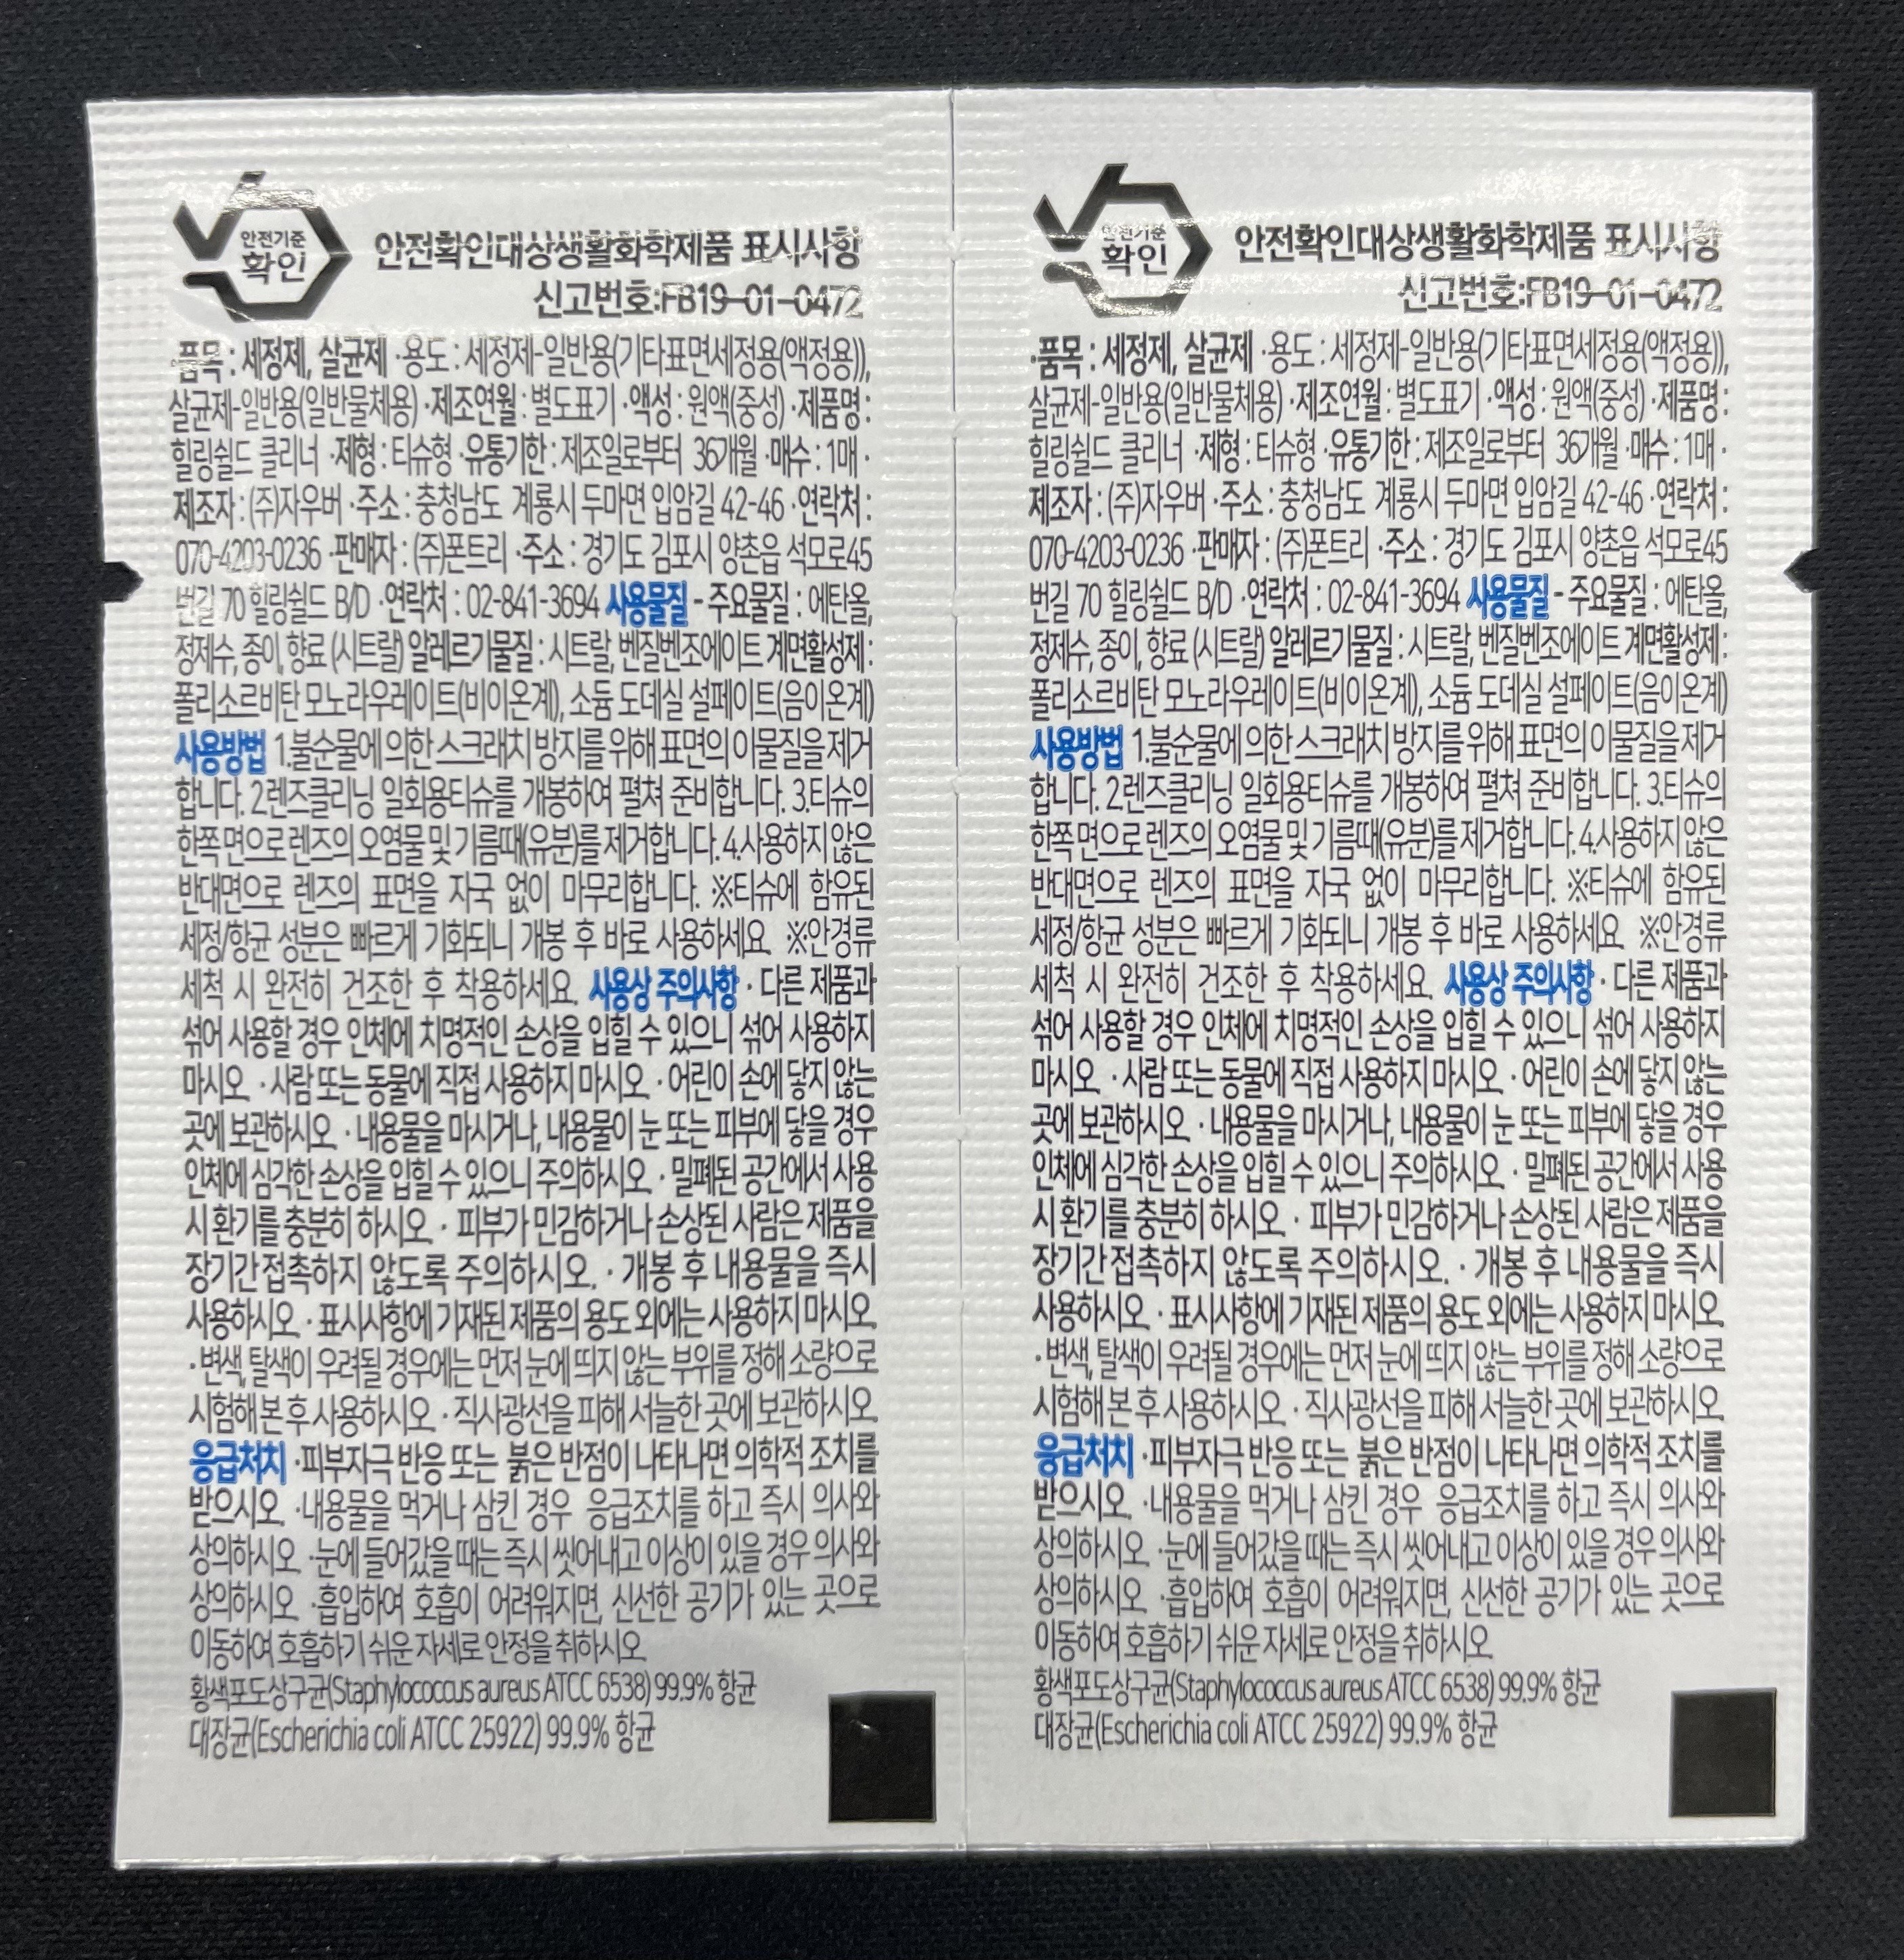 안전기준
확인
안전확인대상생활화학제품 표시사항
신고번호:FB19-01-0472
품목 : 세정제, 살균제 ·용도 : 세정제-일반용(기타표면세정용(액정용)),
살균제-일반용(일반물체용) ·제조연월 : 별도표기 ·액성 : 원액(중성) ·제품명 :
힐링쉴드 클리너 ·제형 : 티슈형 ·유통기한 : 제조일로부터 36개월 ·매수 : 1매 ·
제조자 : (주)자우버 ·주소 : 충청남도 계룡시 두마면 입암길 42-46 ·연락처 :
070-4203-0236 ·판매자 : (주)폰트리 ·주소 : 경기도 김포시 양촌읍 석모로45
번길 70 힐링쉴드 B/D ·연락처 : 02-841-3694 사용물질 - 주요물질 : 에탄올,
정제수, 종이, 향료 (시트랄) 알레르기물질 : 시트랄, 벤질벤조에이트 계면활성제 :
폴리소르비탄 모노라우레이트(비이온계), 소듐 도데실 설페이트(음이온계)
사용방법 1.불순물에 의한 스크래치 방지를 위해 표면의 이물질을 제거
합니다. 2.렌즈클리닝 일회용티슈를 개봉하여 펼쳐 준비합니다. 3.티슈의
한쪽 면으로 렌즈의 오염물 및 기름때(유분)를 제거합니다. 4.사용하지 않은
반대면으로 렌즈의 표면을 자국 없이 마무리합니다. ※티슈에 함유된
세정/항균 성분은 빠르게 기화되니 개봉 후 바로 사용하세요. ※안경류
세척 시 완전히 건조한 후 착용하세요. 사용상 주의사항 · 다른 제품과
섞어 사용할 경우 인체에 치명적인 손상을 입힐 수 있으니 섞어 사용하지
마시오. · 사람 또는 동물에 직접 사용하지 마시오. · 어린이 손에 닿지 않는
곳에 보관하시오. · 내용물을 마시거나, 내용물이 눈 또는 피부에 닿을 경우
인체에 심각한 손상을 입힐 수 있으니 주의하시오. · 밀폐된 공간에서 사용
시 환기를 충분히 하시오. · 피부가 민감하거나 손상된 사람은 제품을
장기간 접촉하지 않도록 주의하시오. · 개봉 후 내용물을 즉시
사용하시오. · 표시사항에 기재된 제품의 용도 외에는 사용하지 마시오.
· 변색, 탈색이 우려될 경우에는 먼저 눈에 띄지 않는 부위를 정해 소량으로
시험해 본 후 사용하시오. · 직사광선을 피해 서늘한 곳에 보관하시오.
응급처치 ·피부자극 반응 또는 붉은 반점이 나타나면 의학적 조치를
받으시오. ·내용물을 먹거나 삼킨 경우 응급조치를 하고 즉시 의사와
상의하시오. ·눈에 들어갔을 때는 즉시 씻어내고 이상이 있을 경우 의사와
상의하시오. ·흡입하여 호흡이 어려워지면, 신선한 공기가 있는 곳으로
이동하여 호흡하기 쉬운 자세로 안정을 취하시오.
황색포도상구균(Staphylococcus aureus ATCC 6538) 99.9% 항균
대장균(Escherichia coli ATCC 25922) 99.9% 항균
안전기준
확인
안전확인대상생활화학제품 표시사항
신고번호:FB19-01-0472
·품목 : 세정제, 살균제 ·용도 : 세정제-일반용(기타표면세정용(액정용)),
살균제-일반용(일반물체용) ·제조연월 : 별도표기 ·액성 : 원액(중성) ·제품명 :
힐링쉴드 클리너 ·제형 : 티슈형 ·유통기한 : 제조일로부터 36개월 ·매수 : 1매 ·
제조자 : (주)자우버 ·주소 : 충청남도 계룡시 두마면 입암길 42-46 ·연락처 :
070-4203-0236 ·판매자 : (주)폰트리 ·주소 : 경기도 김포시 양촌읍 석모로45
번길 70 힐링쉴드 B/D ·연락처 : 02-841-3694 사용물질 - 주요물질 : 에탄올,
정제수, 종이, 향료 (시트랄) 알레르기물질 : 시트랄, 벤질벤조에이트 계면활성제 :
폴리소르비탄 모노라우레이트(비이온계), 소듐 도데실 설페이트(음이온계)
사용방법 1.불순물에 의한 스크래치 방지를 위해 표면의 이물질을 제거
합니다. 2.렌즈클리닝 일회용티슈를 개봉하여 펼쳐 준비합니다. 3.티슈의
한쪽 면으로 렌즈의 오염물 및 기름때(유분)를 제거합니다. 4.사용하지 않은
반대면으로 렌즈의 표면을 자국 없이 마무리합니다. ※티슈에 함유된
세정/항균 성분은 빠르게 기화되니 개봉 후 바로 사용하세요. ※안경류
세척 시 완전히 건조한 후 착용하세요. 사용상 주의사항 · 다른 제품과
섞어 사용할 경우 인체에 치명적인 손상을 입힐 수 있으니 섞어 사용하지
마시오. · 사람 또는 동물에 직접 사용하지 마시오. · 어린이 손에 닿지 않는
곳에 보관하시오. · 내용물을 마시거나, 내용물이 눈 또는 피부에 닿을 경우
인체에 심각한 손상을 입힐 수 있으니 주의하시오. · 밀폐된 공간에서 사용
시 환기를 충분히 하시오. · 피부가 민감하거나 손상된 사람은 제품을
장기간 접촉하지 않도록 주의하시오. · 개봉 후 내용물을 즉시
사용하시오. · 표시사항에 기재된 제품의 용도 외에는 사용하지 마시오.
· 변색, 탈색이 우려될 경우에는 먼저 눈에 띄지 않는 부위를 정해 소량으로
시험해 본 후 사용하시오. · 직사광선을 피해 서늘한 곳에 보관하시오.
응급처치 ·피부자극 반응 또는 붉은 반점이 나타나면 의학적 조치를
받으시오. ·내용물을 먹거나 삼킨 경우 응급조치를 하고 즉시 의사와
상의하시오. ·눈에 들어갔을 때는 즉시 씻어내고 이상이 있을 경우 의사와
상의하시오. ·흡입하여 호흡이 어려워지면, 신선한 공기가 있는 곳으로
이동하여 호흡하기 쉬운 자세로 안정을 취하시오.
황색포도상구균(Staphylococcus aureus ATCC 6538) 99.9% 항균
대장균(Escherichia coli ATCC 25922) 99.9% 항균